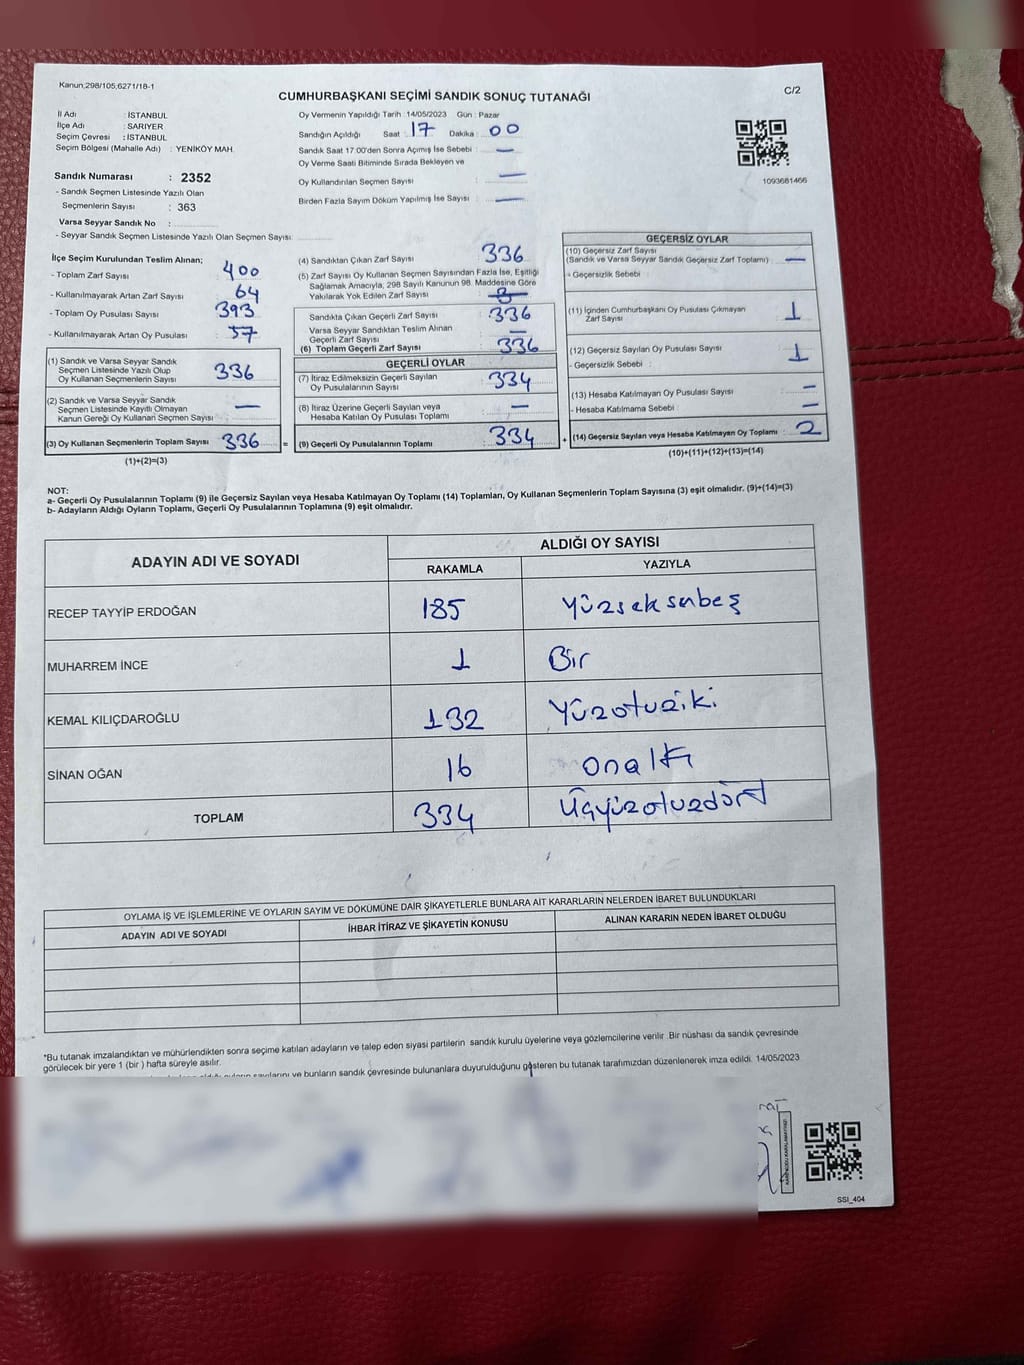 Kanun,298/105,6271/18-1
C/2
CUMHURBAŞKANI SEÇİMİ SANDIK SONUÇ TUTANAĞI
İl Adı : İSTANBUL
İlçe Adı : SARIYER
Seçim Çevresi : İSTANBUL
Seçim Bölgesi (Mahalle Adı) : YENİKÖY MAH.
Sandık Numarası : 2352
- Sandık Seçmen Listesinde Yazılı Olan
Seçmenlerin Sayısı : 363
Varsa Seyyar Sandık No :
- Seyyar Sandık Seçmen Listesinde Yazılı Olan Seçmen Sayısı:
Oy Vermenin Yapıldığı Tarih :14/05/2023 Gün : Pazar
Sandığın Açıldığı Saat : 17 Dakika : 00
Sandık Saat 17:00'den Sonra Açımış İse Sebebi : —
Oy Verme Saati Bitiminde Sırada Bekleyen ve
Oy Kullandırılan Seçmen Sayısı : —
Birden Fazla Sayım Döküm Yapılmış İse Sayısı : —
1093681466
İlçe Seçim Kurulundan Teslim Alınan;
- Toplam Zarf Sayısı : 400
- Kullanılmayarak Artan Zarf Sayısı : 64
- Toplam Oy Pusulası Sayısı : 393
- Kullanılmayarak Artan Oy Pusulası : 57
(1) Sandık ve Varsa Seyyar Sandık
Seçmen Listesinde Yazılı Olup
Oy Kullanan Seçmenlerin Sayısı : 336
(2) Sandık ve Varsa Seyyar Sandık
Seçmen Listesinde Kayıtlı Olmayan
Kanun Gereği Oy Kullanan Seçmen Sayısı : —
(3) Oy Kullanan Seçmenlerin Toplam Sayısı : 336 =
(1)+(2)=(3)
(4) Sandıktan Çıkan Zarf Sayısı : 336
(5) Zarf Sayısı Oy Kullanan Seçmen Sayısından Fazla İse, Eşitliği
Sağlamak Amacıyla, 298 Sayılı Kanunun 98. Maddesine Göre
Yakılarak Yok Edilen Zarf Sayısı :
Sandıkta Çıkan Geçerli Zarf Sayısı : 336
Varsa Seyyar Sandıktan Teslim Alınan
Geçerli Zarf Sayısı : —
(6) Toplam Geçerli Zarf Sayısı : 336
GEÇERLİ OYLAR
(7) İtiraz Edilmeksizin Geçerli Sayılan
Oy Pusulalarının Sayısı : 334
(8) İtiraz Üzerine Geçerli Sayılan veya
Hesaba Katılan Oy Pusulası Toplamı : —
(9) Geçerli Oy Pusulalarının Toplamı : 334 +
GEÇERSİZ OYLAR
(10) Geçersiz Zarf Sayısı
(Sandık ve Varsa Seyyar Sandık Geçersiz Zarf Toplamı) : —
- Geçersizlik Sebebi :
(11) İçinden Cumhurbaşkanı Oy Pusulası Çıkmayan
Zarf Sayısı : 1
(12) Geçersiz Sayılan Oy Pusulası Sayısı : 1
- Geçersizlik Sebebi :
(13) Hesaba Katılmayan Oy Pusulası Sayısı : —
- Hesaba Katılmama Sebebi : —
(14) Geçersiz Sayılan veya Hesaba Katılmayan Oy Toplamı : 2
(10)+(11)+(12)+(13)=(14)
NOT:
a- Geçerli Oy Pusulalarının Toplamı (9) ile Geçersiz Sayılan veya Hesaba Katılmayan Oy Toplamı (14) Toplamları, Oy Kullanan Seçmenlerin Toplam Sayısına (3) eşit olmalıdır. (9)+(14)=(3)
b- Adayların Aldığı Oyların Toplamı, Geçerli Oy Pusulalarının Toplamına (9) eşit olmalıdır.
ADAYIN ADI VE SOYADI ALDIĞI OY SAYISI
RAKAMLA YAZIYLA
RECEP TAYYİP ERDOĞAN 185 Yüzseksenbeş
MUHARREM İNCE 1 Bir
KEMAL KILIÇDAROĞLU 132 Yüzotuziki
SİNAN OĞAN 16 onaltı
TOPLAM 334 Üçyüzotuzdört
OYLAMA İŞ VE İŞLEMLERİNE VE OYLARIN SAYIM VE DÖKÜMÜNE DAİR ŞİKAYETLERLE BUNLARA AİT KARARLARIN NELERDEN İBARET BULUNDUKLARI
ADAYIN ADI VE SOYADI İHBAR İTİRAZ VE ŞİKAYETİN KONUSU ALINAN KARARIN NEDEN İBARET OLDUĞU
*Bu tutanak imzalandıktan ve mühürlendikten sonra seçime katılan adayların ve talep eden siyasi partilerin sandık kurulu üyelerine veya gözlemcilerine verilir. Bir nüshası da sandık çevresinde
görülecek bir yere 1 (bir) hafta süreyle asılır.
sayılarını ve bunların sandık çevresinde bulunanlara duyurulduğunu gösteren bu tutanak tarafımızdan düzenlenerek imza edildi. 14/05/2023
SSI_404